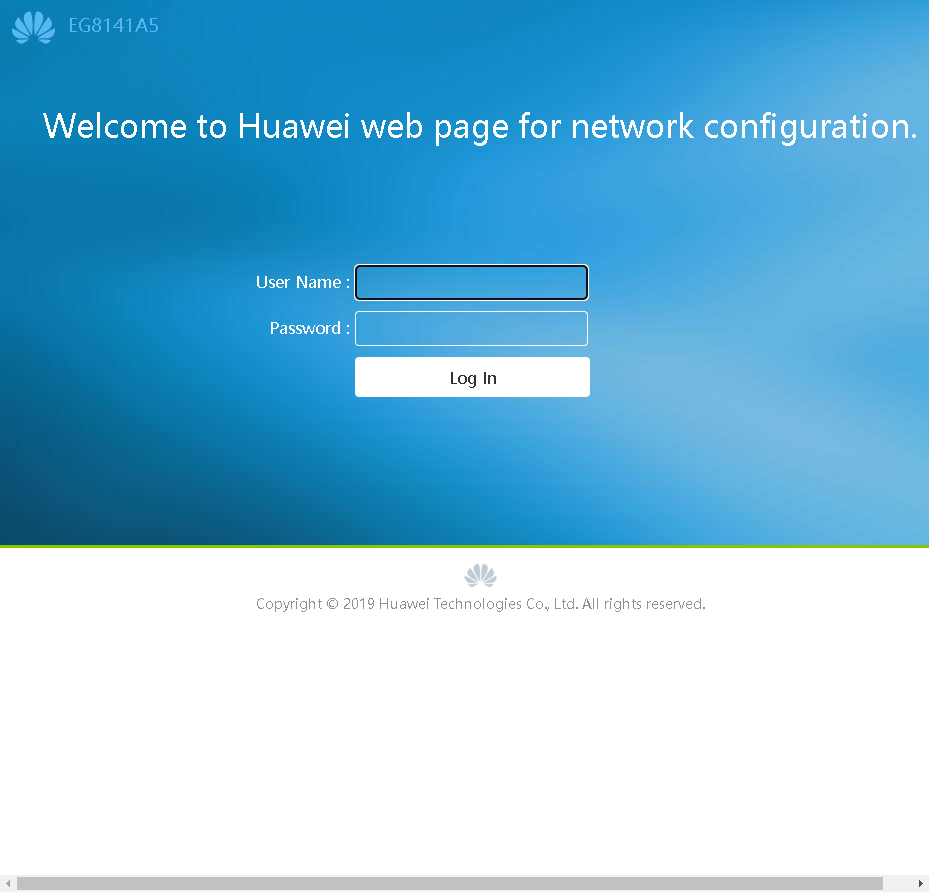 EG8141A5
Welcome to Huawei web page for network configuration.
User Name :
Password :
Log In
Copyright © 2019 Huawei Technologies Co., Ltd. All rights reserved.